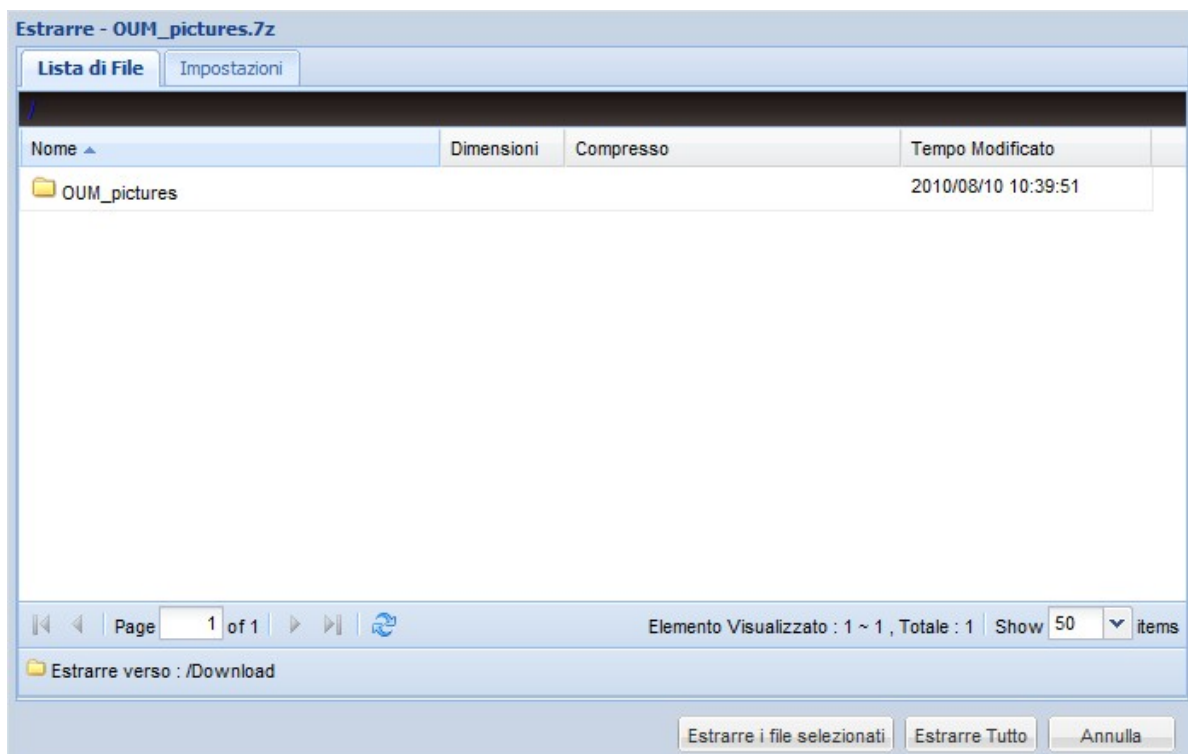 Estrarre - OUM_pictures.7z
Lista di File Impostazioni
/
Nome Dimensioni Compresso Tempo Modificato
OUM_pictures 2010/08/10 10:39:51
Page 1 of 1 Elemento Visualizzato : 1 ~ 1 , Totale : 1 Show 50 items
Estrarre verso : /Download
Estrarre i file selezionati Estrarre Tutto Annulla